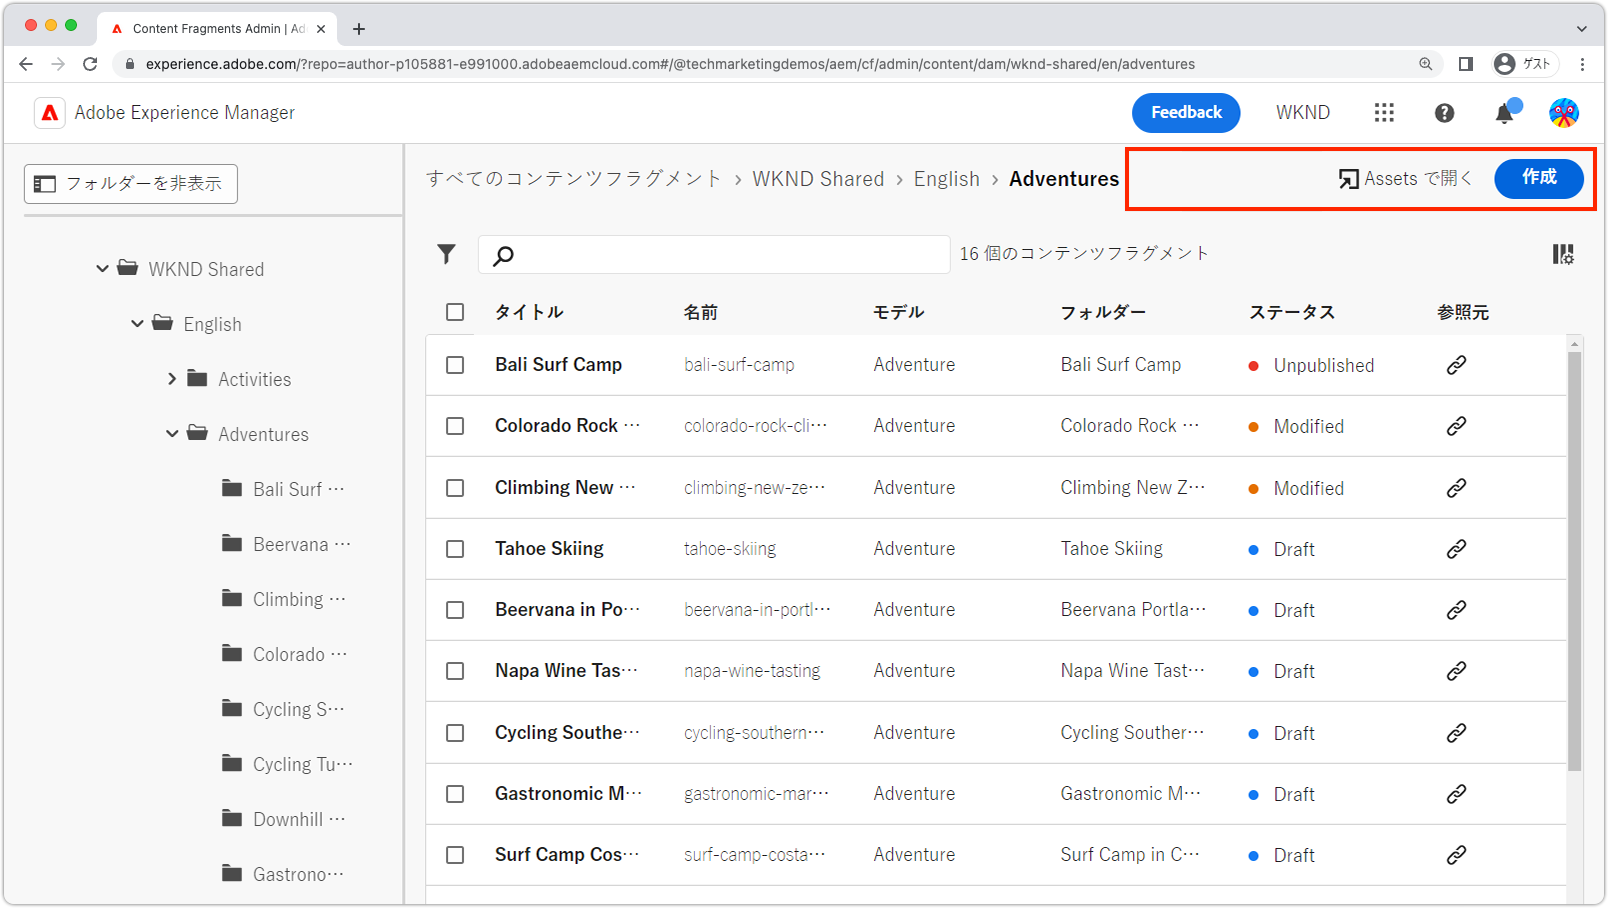 Content Fragments Admin | Ad
experience.adobe.com/?repo=author-p105881-e991000.adobeaemcloud.com#/@techmarketingdemos/aem/cf/admin/content/dam/wknd-shared/en/adventures
ゲスト
Adobe Experience Manager
Feedback
WKND
フォルダーを非表示
すべてのコンテンツフラグメント › WKND Shared › English › Adventures
Assets で開く
作成
16 個のコンテンツフラグメント
WKND Shared
English
Activities
Adventures
Bali Surf ···
Beervana ···
Climbing ···
Colorado ···
Cycling S···
Cycling Tu···
Downhill ···
Gastrono···
タイトル 名前 モデル フォルダー ステータス 参照元
Bali Surf Camp bali-surf-camp Adventure Bali Surf Camp Unpublished
Colorado Rock ··· colorado-rock-cli··· Adventure Colorado Rock ··· Modified
Climbing New ··· climbing-new-ze··· Adventure Climbing New Z··· Modified
Tahoe Skiing tahoe-skiing Adventure Tahoe Skiing Draft
Beervana in Po··· beervana-in-portl··· Adventure Beervana Portla··· Draft
Napa Wine Tas··· napa-wine-tasting Adventure Napa Wine Tast··· Draft
Cycling Southe··· cycling-southern··· Adventure Cycling Souther··· Draft
Gastronomic M··· gastronomic-mar··· Adventure Gastronomic M··· Draft
Surf Camp Cos··· surf-camp-costa··· Adventure Surf Camp in C··· Draft